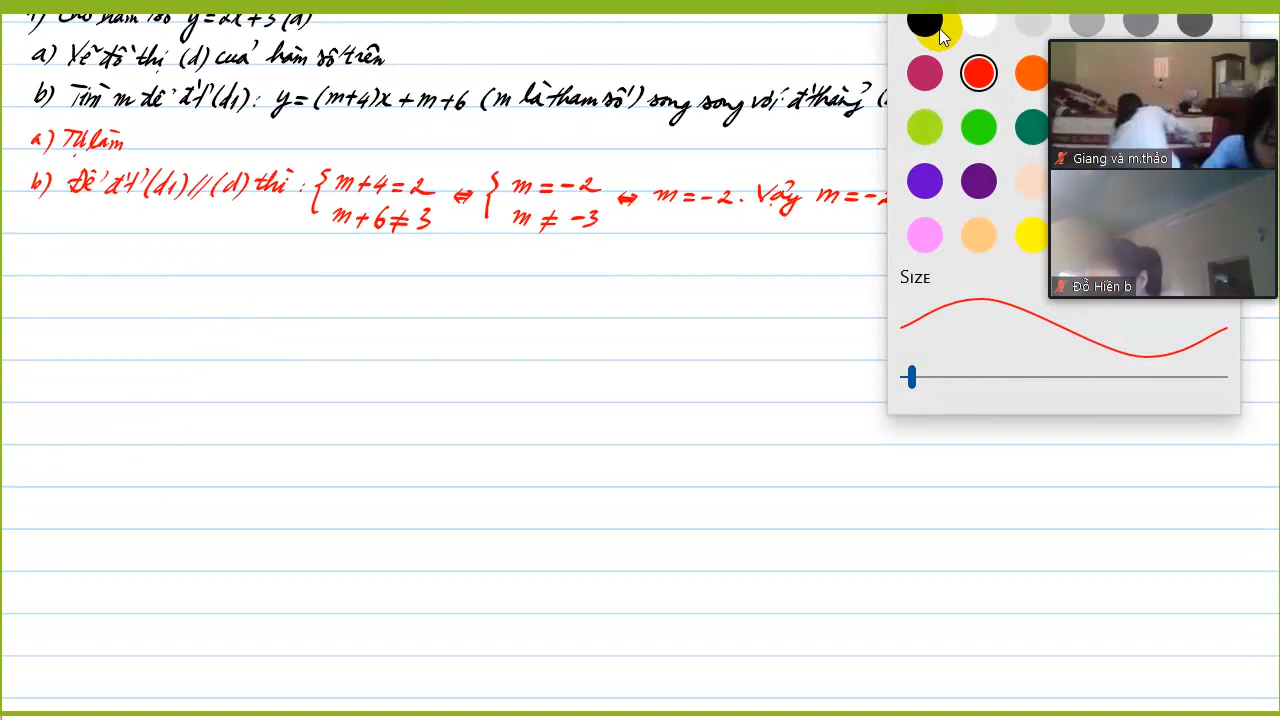 1) Cho hàm số y = 2x + 3 (d)
a) Vẽ đồ thị (d) của hàm số trên
b) Tìm m để đt' (d1): y = (m+4)x + m + 6 (m là tham số) song song với đt' thẳng (
a) Tự làm
b) Để đt' (d1) // (d) thì : { m + 4 = 2 ⇔ { m = -2 ⇔ m = -2. Vậy m = -2
m + 6 ≠ 3 m ≠ -3
Giang và m.thảo
Đỗ Hiền b
SIZE